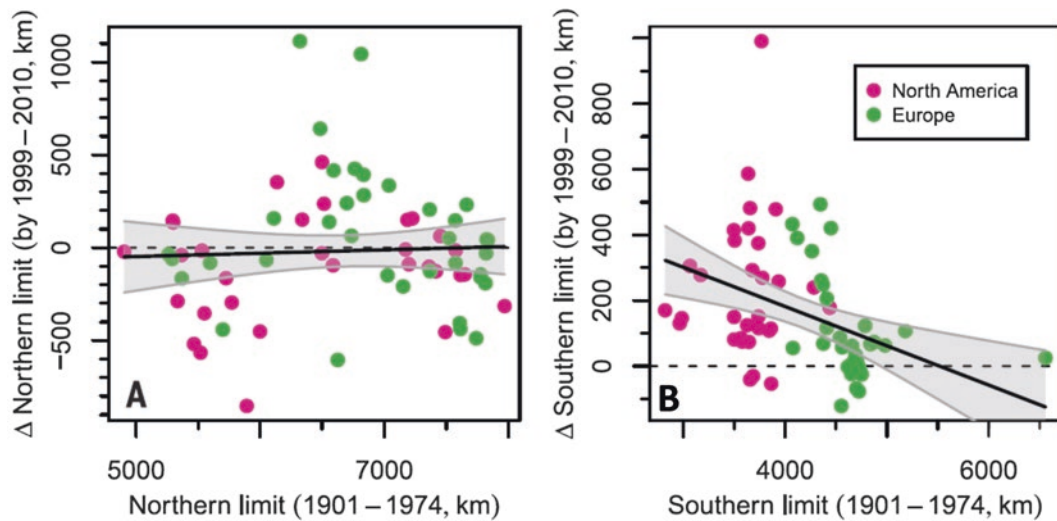 Δ Northern limit (by 1999–2010, km)
1000
500
0
−500
A
5000
7000
Northern limit (1901–1974, km)
Δ Southern limit (by 1999–2010, km)
800
600
400
200
0
North America
Europe
B
4000
6000
Southern limit (1901–1974, km)